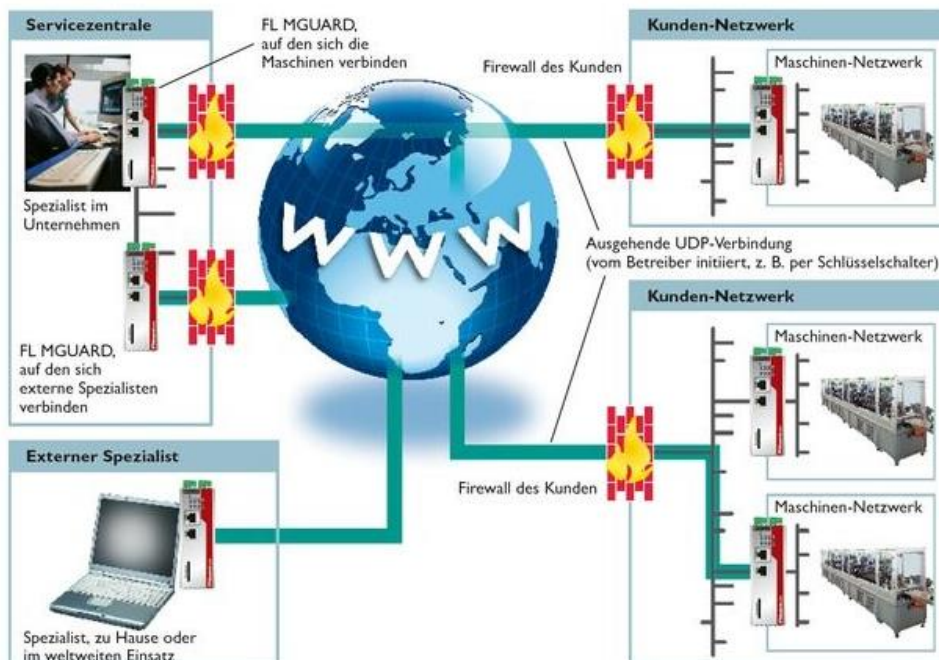 Servicezentrale
FL MGUARD,
auf den sich die
Maschinen verbinden
Spezialist im
Unternehmen
FL MGUARD,
auf den sich
externe Spezialisten
verbinden
WWW
Firewall des Kunden
Kunden-Netzwerk
Maschinen-Netzwerk
Ausgehende UDP-Verbindung
(vom Betreiber initiiert, z. B. per Schlüsselschalter)
Kunden-Netzwerk
Maschinen-Netzwerk
Maschinen-Netzwerk
Firewall des Kunden
Externer Spezialist
Spezialist, zu Hause oder
im weltweiten Einsatz